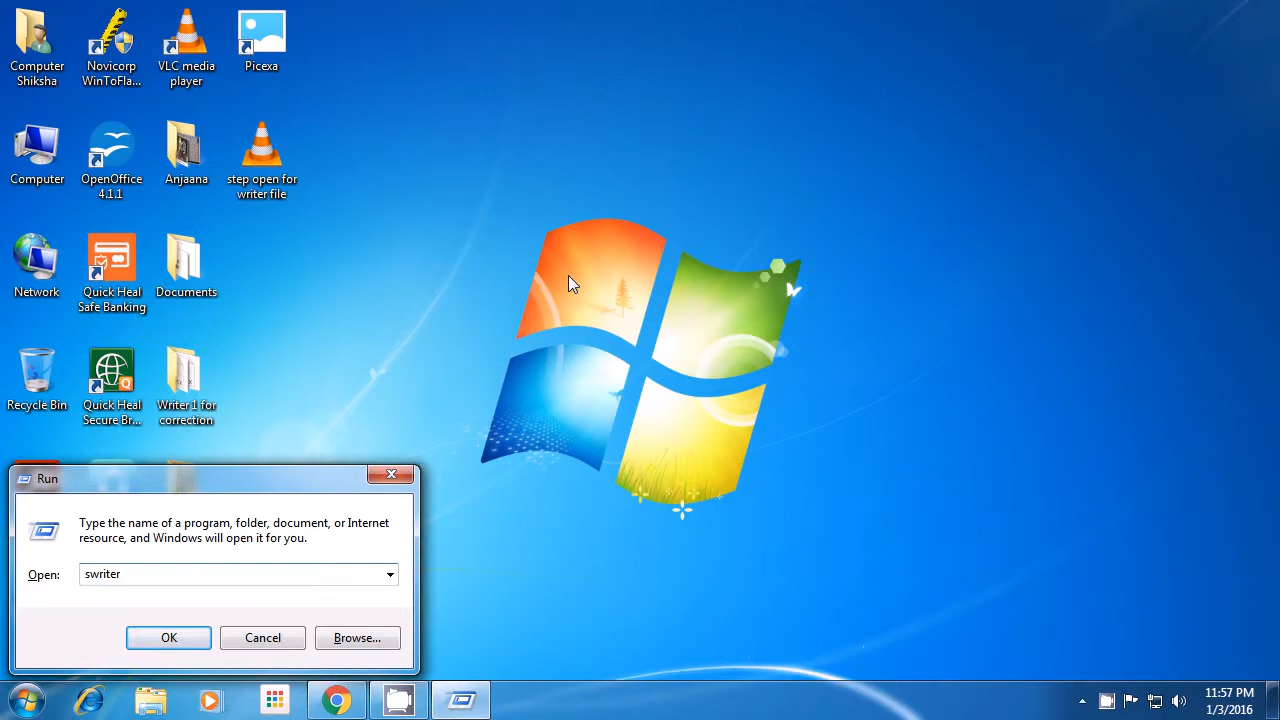 Computer
Shiksha
Novicorp
WinToFla...
VLC media
player
Picexa
Computer
OpenOffice
4.1.1
Anjaana
step open for
writer file
Network
Quick Heal
Safe Banking
Documents
Recycle Bin
Quick Heal
Secure Br...
Writer 1 for
correction
Run
Type the name of a program, folder, document, or Internet
resource, and Windows will open it for you.
Open:
swriter
OK
Cancel
Browse...
11:57 PM
1/3/2016